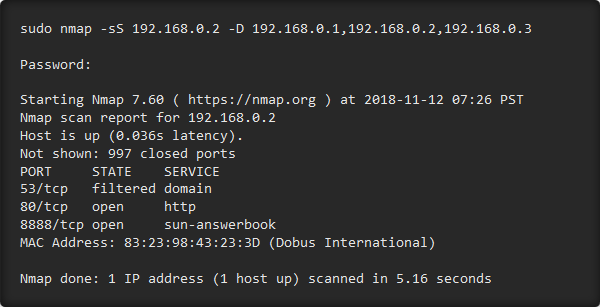 sudo nmap -sS 192.168.0.2 -D 192.168.0.1,192.168.0.2,192.168.0.3
Password:
Starting Nmap 7.60 ( https://nmap.org ) at 2018-11-12 07:26 PST
Nmap scan report for 192.168.0.2
Host is up (0.036s latency).
Not shown: 997 closed ports
PORT     STATE    SERVICE
53/tcp   filtered domain
80/tcp   open     http
8888/tcp open     sun-answerbook
MAC Address: 83:23:98:43:23:3D (Dobus International)
Nmap done: 1 IP address (1 host up) scanned in 5.16 seconds